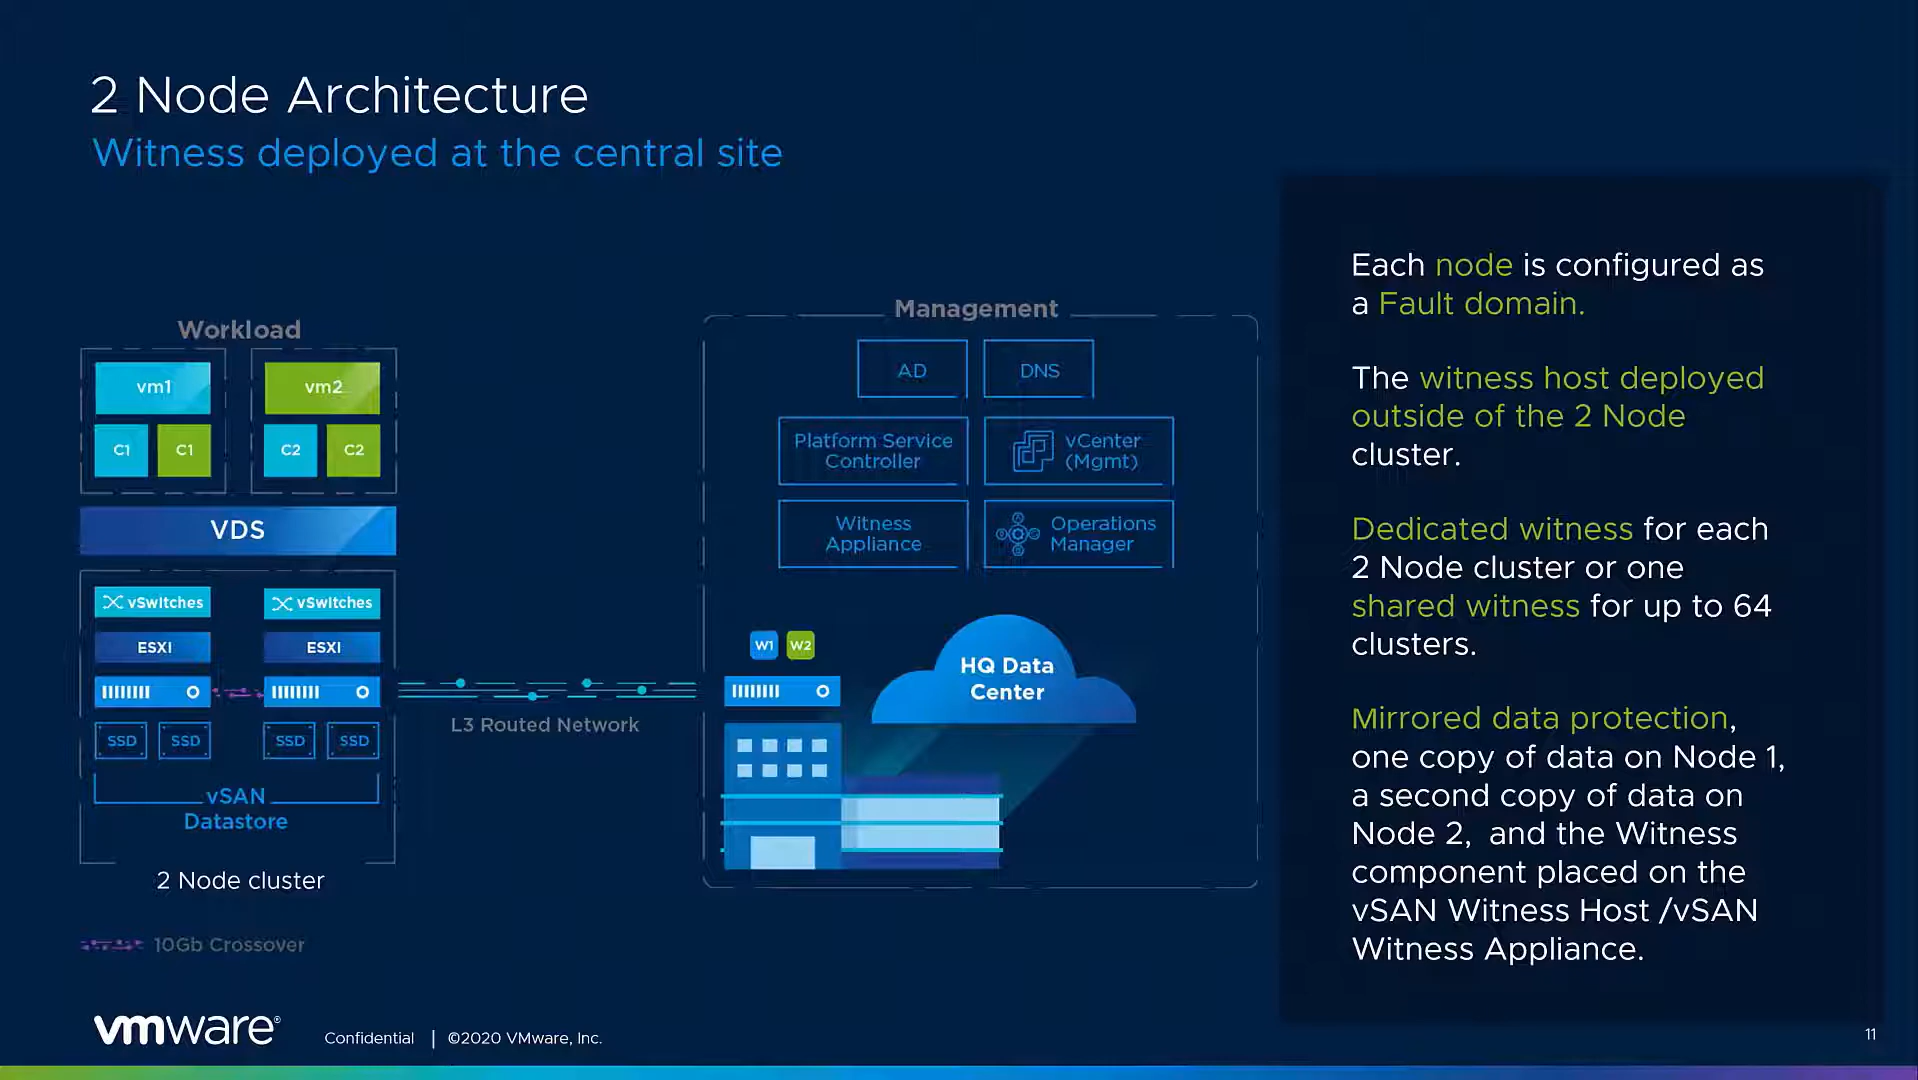 2 Node Architecture
Witness deployed at the central site
Workload
vm1
vm2
C1
C1
C2
C2
VDS
vSwitches
vSwitches
ESXI
ESXI
SSD
SSD
SSD
SSD
vSAN
Datastore
2 Node cluster
10Gb Crossover
L3 Routed Network
Management
AD
DNS
Platform Service
Controller
vCenter
(Mgmt)
Witness
Appliance
Operations
Manager
W1
W2
HQ Data
Center
Each node is configured as
a Fault domain.
The witness host deployed
outside of the 2 Node
cluster.
Dedicated witness for each
2 Node cluster or one
shared witness for up to 64
clusters.
Mirrored data protection,
one copy of data on Node 1,
a second copy of data on
Node 2, and the Witness
component placed on the
vSAN Witness Host /vSAN
Witness Appliance.
vmware®
Confidential | ©2020 VMware, Inc.
11